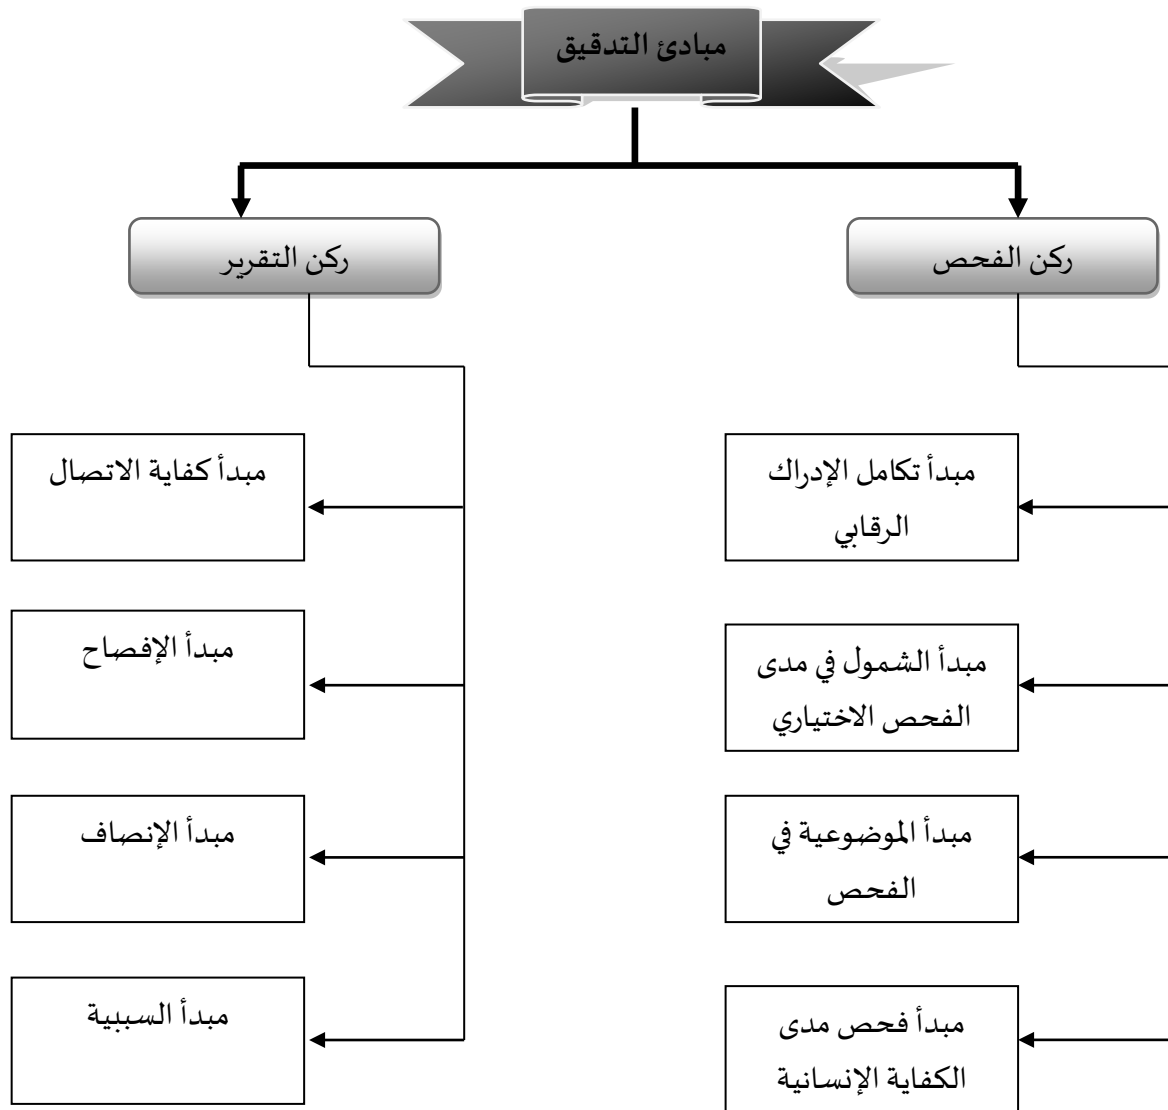 مبادئ التدقيق
ركن الفحص
ركن التقرير
مبدأ تكامل الإدراك
الرقابي
مبدأ الشمول في مدى
الفحص الاختياري
مبدأ الموضوعية في
الفحص
مبدأ فحص مدى
الكفاية الإنسانية
مبدأ كفاية الاتصال
مبدأ الإفصاح
مبدأ الإنصاف
مبدأ السببية